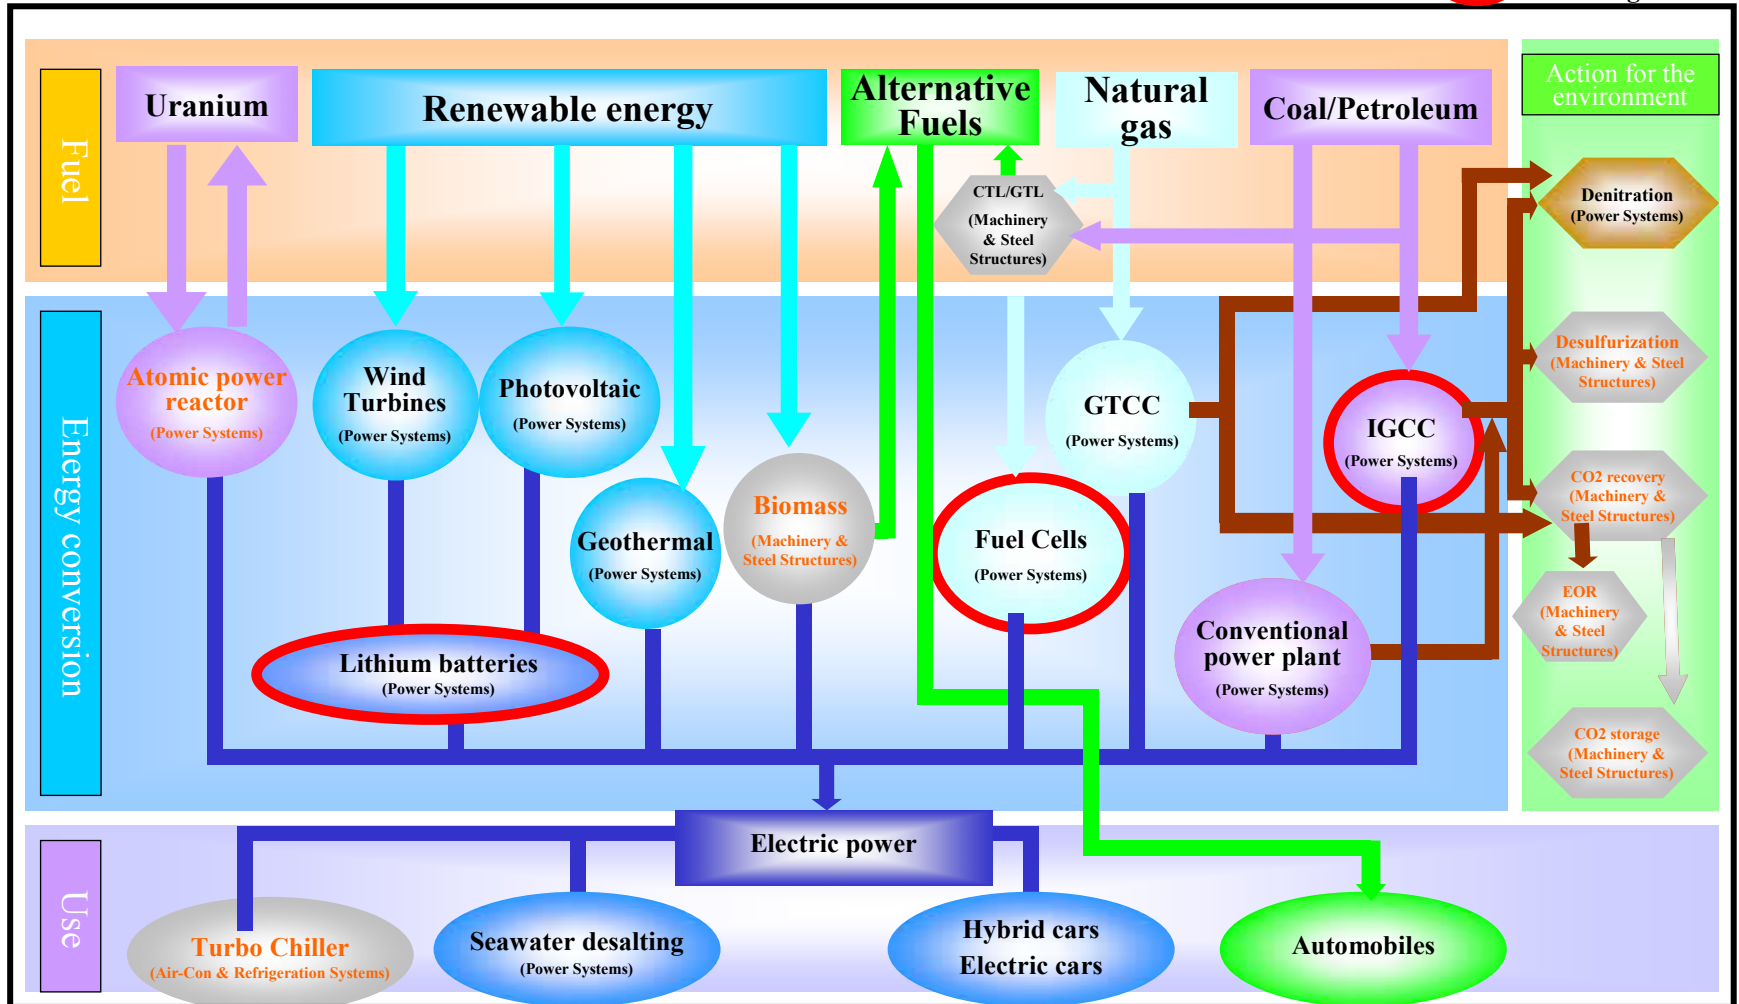 Fuel
Uranium
Renewable energy
Alternative
Fuels
Natural
gas
Coal/Petroleum
Action for the
environment
CTL/GTL
(Machinery
& Steel
Structures)
Denitration
(Power Systems)
Energy conversion
Atomic power
reactor
(Power Systems)
Wind
Turbines
(Power Systems)
Photovoltaic
(Power Systems)
Geothermal
(Power Systems)
Biomass
(Machinery &
Steel Structures)
Fuel Cells
(Power Systems)
GTCC
(Power Systems)
IGCC
(Power Systems)
Conventional
power plant
(Power Systems)
Lithium batteries
(Power Systems)
Desulfurization
(Machinery & Steel
Structures)
CO2 recovery
(Machinery &
Steel Structures)
EOR
(Machinery
& Steel
Structures)
CO2 storage
(Machinery &
Steel Structures)
Use
Electric power
Turbo Chiller
(Air-Con & Refrigeration Systems)
Seawater desalting
(Power Systems)
Hybrid cars
Electric cars
Automobiles